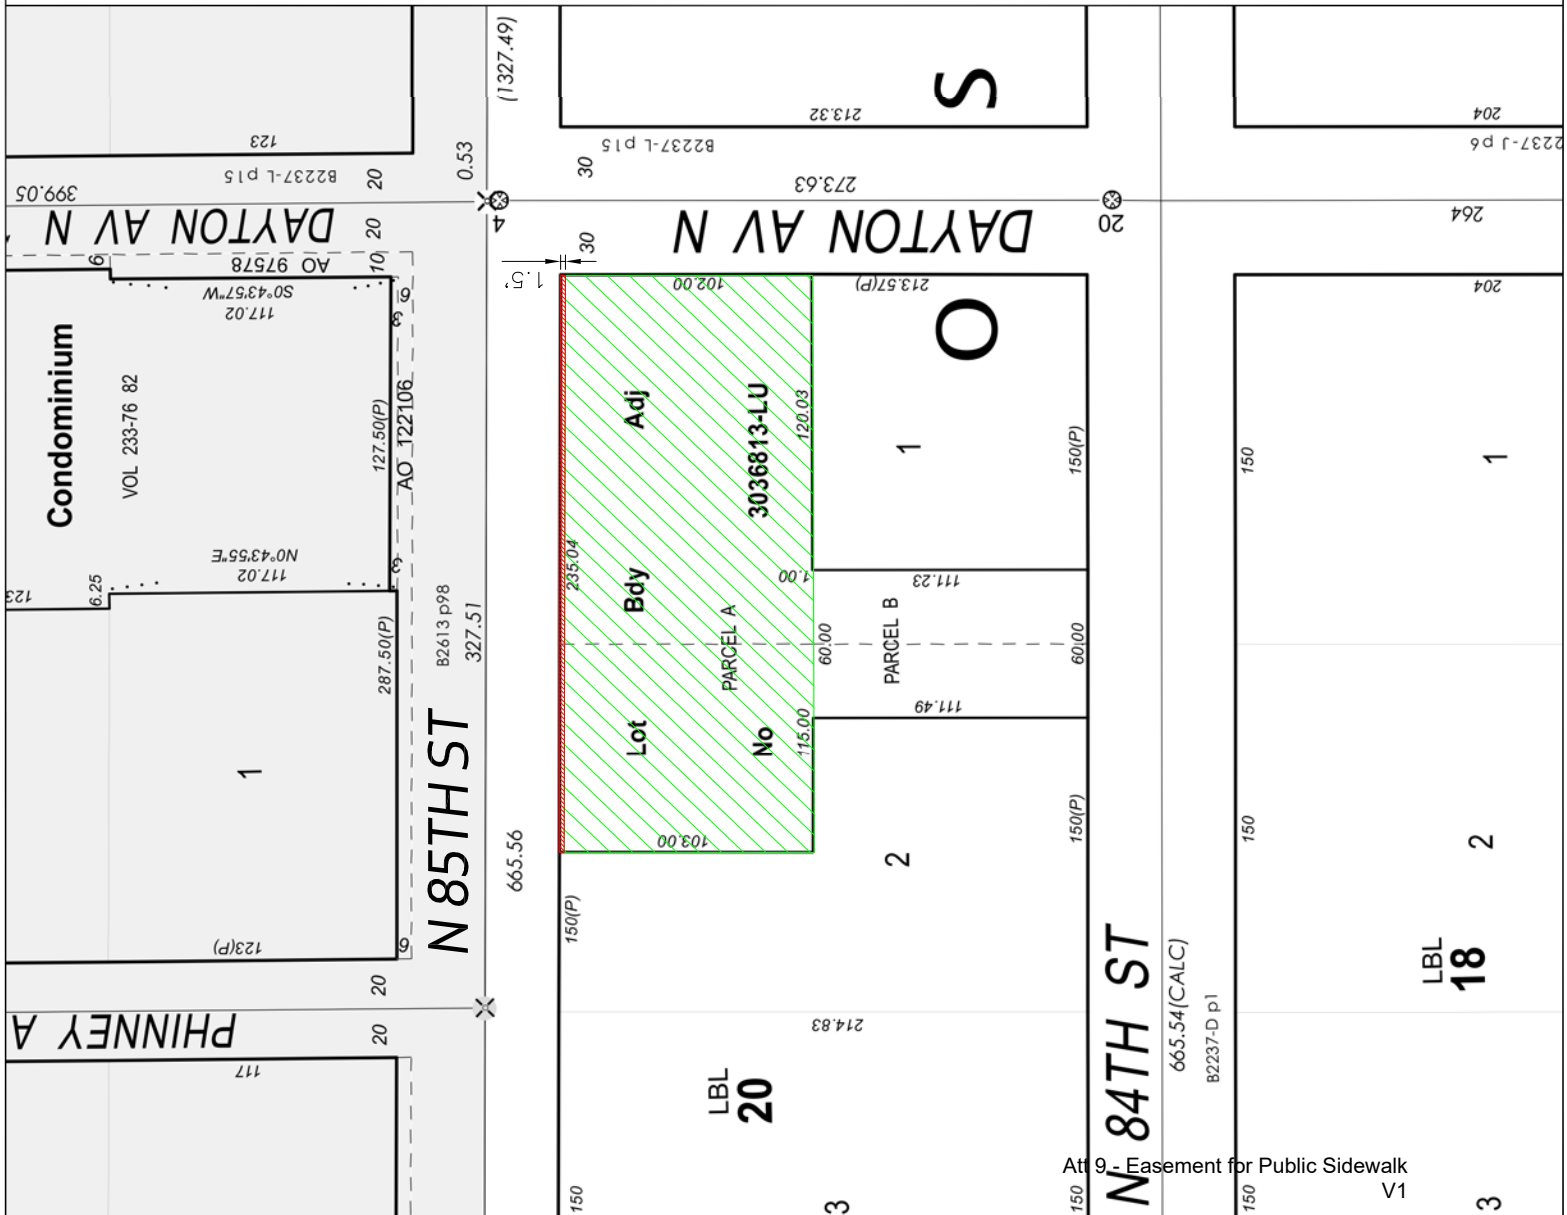 (1327.49)
S
213.32
204
123
B2237-L p15
B2237-L p15
2237-J p6
20
0.53
30
399.05
273.63
264
DAYTON AV N
DAYTON AV N
20
4
20
30
6
AO 97578
10
1.5'
S0°43'57"W
117.02
6
3
102.00
213.57(P)
204
O
Condominium
VOL 233-76 82
127.50(P)
AO 122106
Adj
3036813-LU
120.03
1
150(P)
150
1
N0°43'55"E
117.02
3
235.04
1.00
111.23
123
6.25
B2613 p98
327.51
Bdy
PARCEL A
60.00
PARCEL B
60.00
287.50(P)
111.49
1
N 85TH ST
Lot
No
115.00
103.00
665.56
150(P)
2
150(P)
150
2
123(P)
6
20
20
PHINNEY A
117
214.83
LBL
20
N 84TH ST
665.54(CALC)
B2237-D p1
LBL
18
150
3
150
150
3
Att 9 - Easement for Public Sidewalk
V1